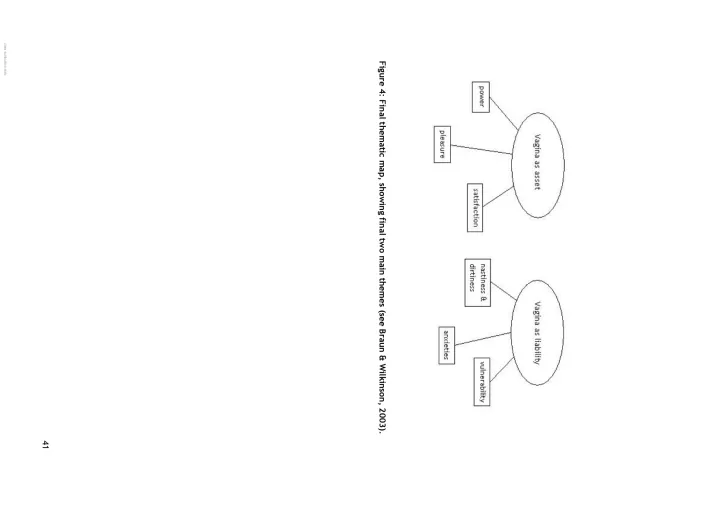 Vagina as asset
power
pleasure
satisfaction
Vagina as liability
nastiness &
dirtiness
anxieties
vulnerability
Figure 4: Final thematic map, showing final two main themes (see Braun & Wilkinson, 2003).
41